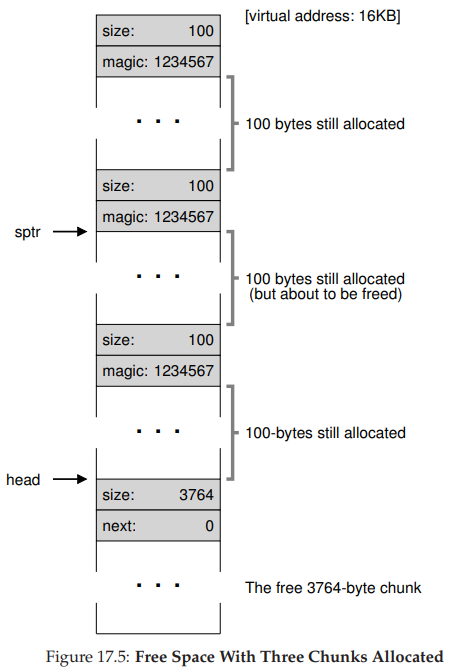 [virtual address: 16KB]
size: 100
magic: 1234567
. . .
100 bytes still allocated
size: 100
magic: 1234567
sptr
. . .
100 bytes still allocated
(but about to be freed)
size: 100
magic: 1234567
. . .
100-bytes still allocated
head
size: 3764
next: 0
. . .
The free 3764-byte chunk
Figure 17.5: Free Space With Three Chunks Allocated